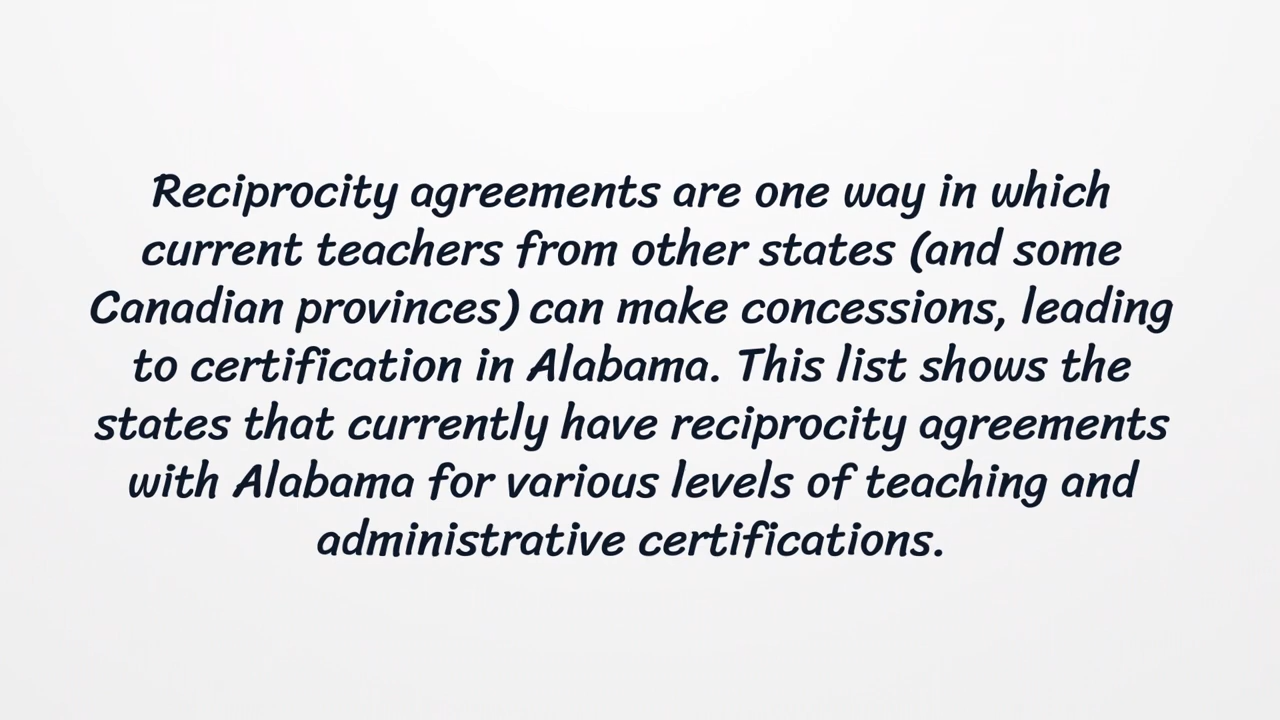 Reciprocity agreements are one way in which
current teachers from other states (and some
Canadian provinces) can make concessions, leading
to certification in Alabama. This list shows the
states that currently have reciprocity agreements
with Alabama for various levels of teaching and
administrative certifications.